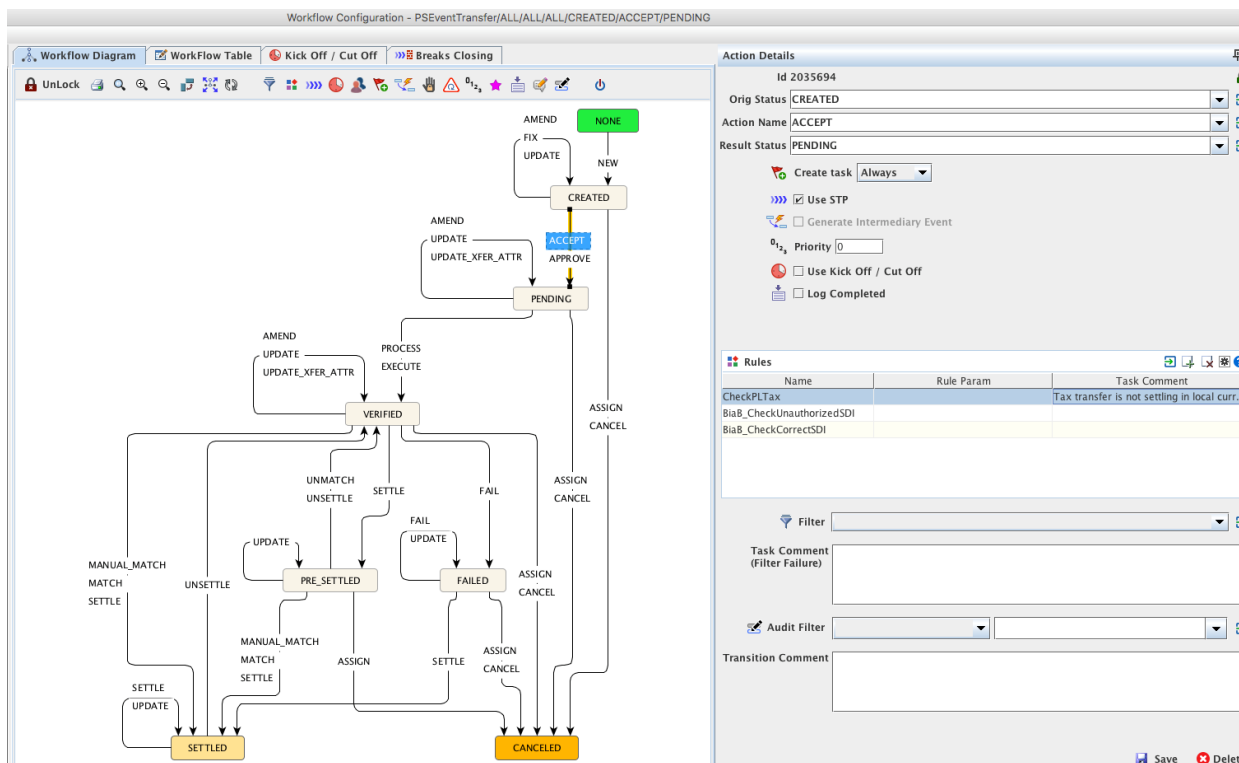 Workflow Configuration - PSEventTransfer/ALL/ALL/ALL/CREATED/ACCEPT/PENDING
Workflow Diagram WorkFlow Table Kick Off / Cut Off Breaks Closing
UnLock
NONE
AMEND
FIX
UPDATE
NEW
CREATED
AMEND
UPDATE
UPDATE_XFER_ATTR
ACCEPT
APPROVE
PENDING
AMEND
UPDATE
UPDATE_XFER_ATTR
PROCESS
EXECUTE
VERIFIED
ASSIGN
CANCEL
UNMATCH
UNSETTLE
SETTLE
FAIL
ASSIGN
CANCEL
UPDATE
FAIL
UPDATE
MANUAL_MATCH
MATCH
SETTLE
UNSETTLE
PRE_SETTLED
FAILED
ASSIGN
CANCEL
MANUAL_MATCH
MATCH
SETTLE
ASSIGN
SETTLE
ASSIGN
CANCEL
SETTLE
UPDATE
SETTLED
CANCELED
Action Details
Id 2035694
Orig Status CREATED
Action Name ACCEPT
Result Status PENDING
Create task Always
Use STP
Generate Intermediary Event
Priority 0
Use Kick Off / Cut Off
Log Completed
Rules
Name Rule Param Task Comment
CheckPLTax Tax transfer is not settling in local curr...
BiaB_CheckUnauthorizedSDI
BiaB_CheckCorrectSDI
Filter
Task Comment
(Filter Failure)
Audit Filter
Transition Comment
Save Delet